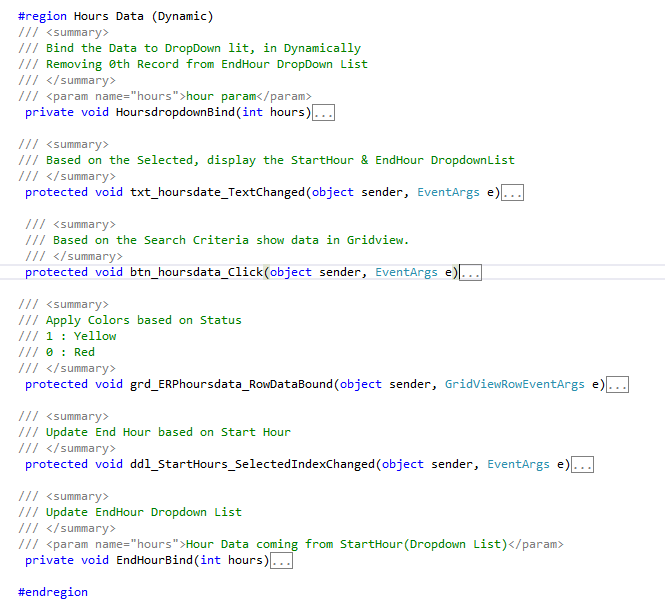 #region Hours Data (Dynamic)
/// <summary>
/// Bind the Data to DropDown lit, in Dynamically
/// Removing 0th Record from EndHour DropDown List
/// </summary>
/// <param name="hours">hour param</param>
private void HoursdropdownBind(int hours)...
/// <summary>
/// Based on the Selected, display the StartHour & EndHour DropdownList
/// </summary>
protected void txt_hoursdate_TextChanged(object sender, EventArgs e)...
/// <summary>
/// Based on the Search Criteria show data in Gridview.
/// </summary>
protected void btn_hoursdata_Click(object sender, EventArgs e)...
/// <summary>
/// Apply Colors based on Status
/// 1 : Yellow
/// 0 : Red
/// </summary>
protected void grd_ERPhoursdata_RowDataBound(object sender, GridViewRowEventArgs e)...
/// <summary>
/// Update End Hour based on Start Hour
/// </summary>
protected void ddl_StartHours_SelectedIndexChanged(object sender, EventArgs e)...
/// <summary>
/// Update EndHour Dropdown List
/// </summary>
/// <param name="hours">Hour Data coming from StartHour(Dropdown List)</param>
private void EndHourBind(int hours)...
#endregion